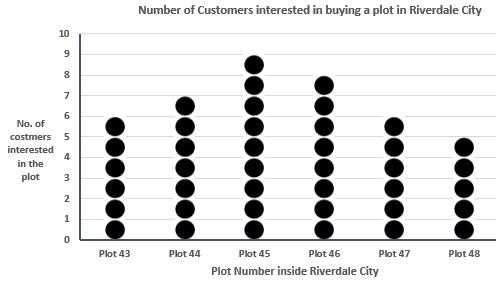 Number of Customers interested in buying a plot in Riverdale City
10
9
8
7
6
5
4
3
2
1
0
No. of
costmers
interested
in the
plot
Plot 43 Plot 44 Plot 45 Plot 46 Plot 47 Plot 48
Plot Number inside Riverdale City